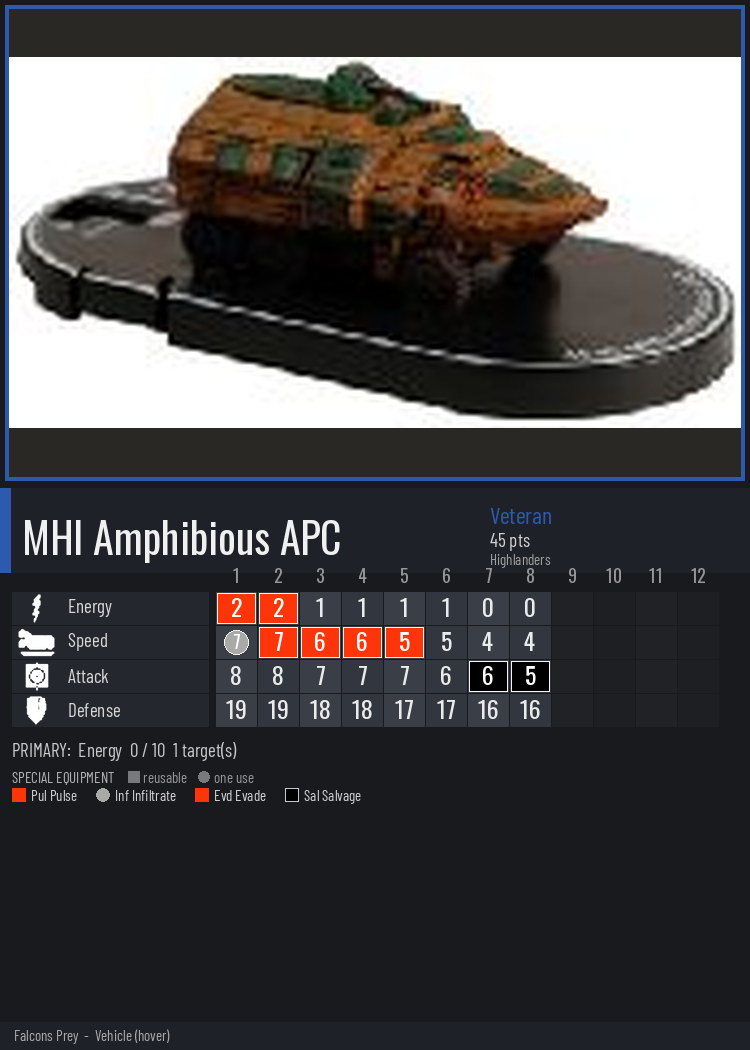 MHI Amphibious APC
Veteran
45 pts
Highlanders
1 2 3 4 5 6 7 8 9 10 11 12
Energy 2 2 1 1 1 1 0 0
Speed 7 7 6 6 5 5 4 4
Attack 8 8 7 7 7 6 6 5
Defense 19 19 18 18 17 17 16 16
PRIMARY: Energy 0 / 10 1 target(s)
SPECIAL EQUIPMENT reusable one use
Pul Pulse Inf Infiltrate Evd Evade Sal Salvage
Falcons Prey - Vehicle (hover)